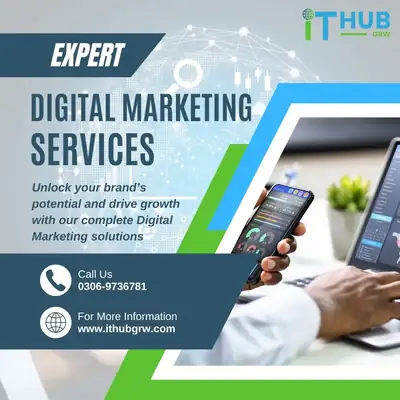 iT HUB
GRW
EXPERT
DIGITAL MARKETING
SERVICES
Unlock your brand's
potential and drive growth
with our complete Digital
Marketing solutions
Call Us
0306-9736781
For More Information
www.ithubgrw.com